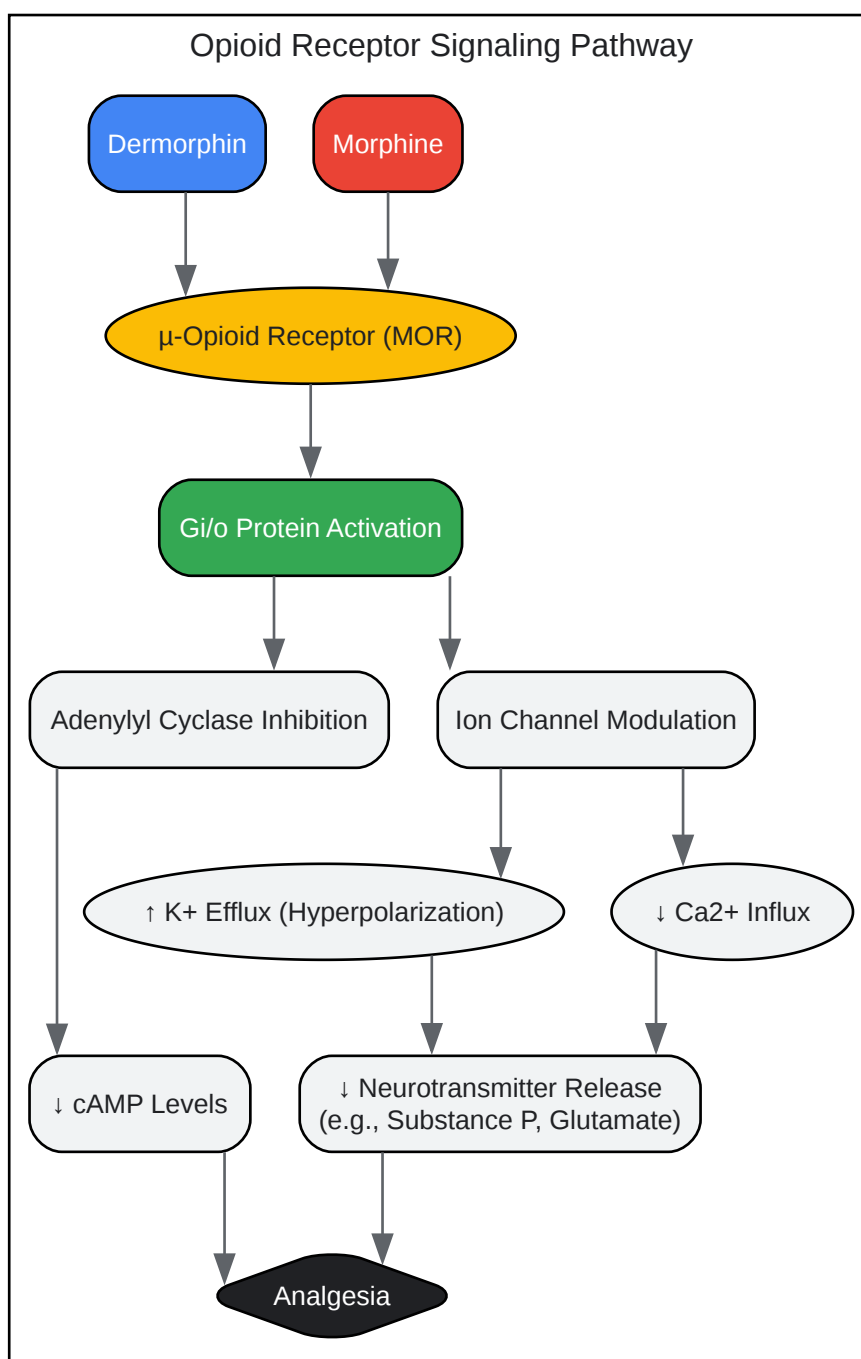 Opioid Receptor Signaling Pathway
Dermorphin
Morphine
µ-Opioid Receptor (MOR)
Gi/o Protein Activation
Adenylyl Cyclase Inhibition
Ion Channel Modulation
↑ K+ Efflux (Hyperpolarization)
↓ Ca2+ Influx
↓ cAMP Levels
↓ Neurotransmitter Release
(e.g., Substance P, Glutamate)
Analgesia